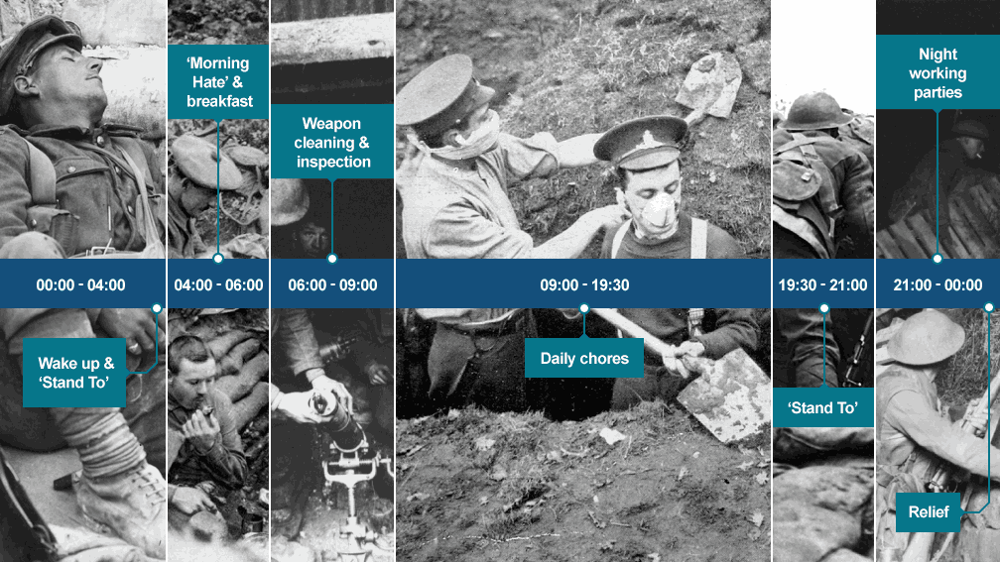 ‘Morning
Hate’ &
breakfast
Weapon
cleaning &
inspection
Night
working
parties
00:00 - 04:00
04:00 - 06:00
06:00 - 09:00
09:00 - 19:30
19:30 - 21:00
21:00 - 00:00
Wake up &
‘Stand To’
Daily chores
‘Stand To’
Relief